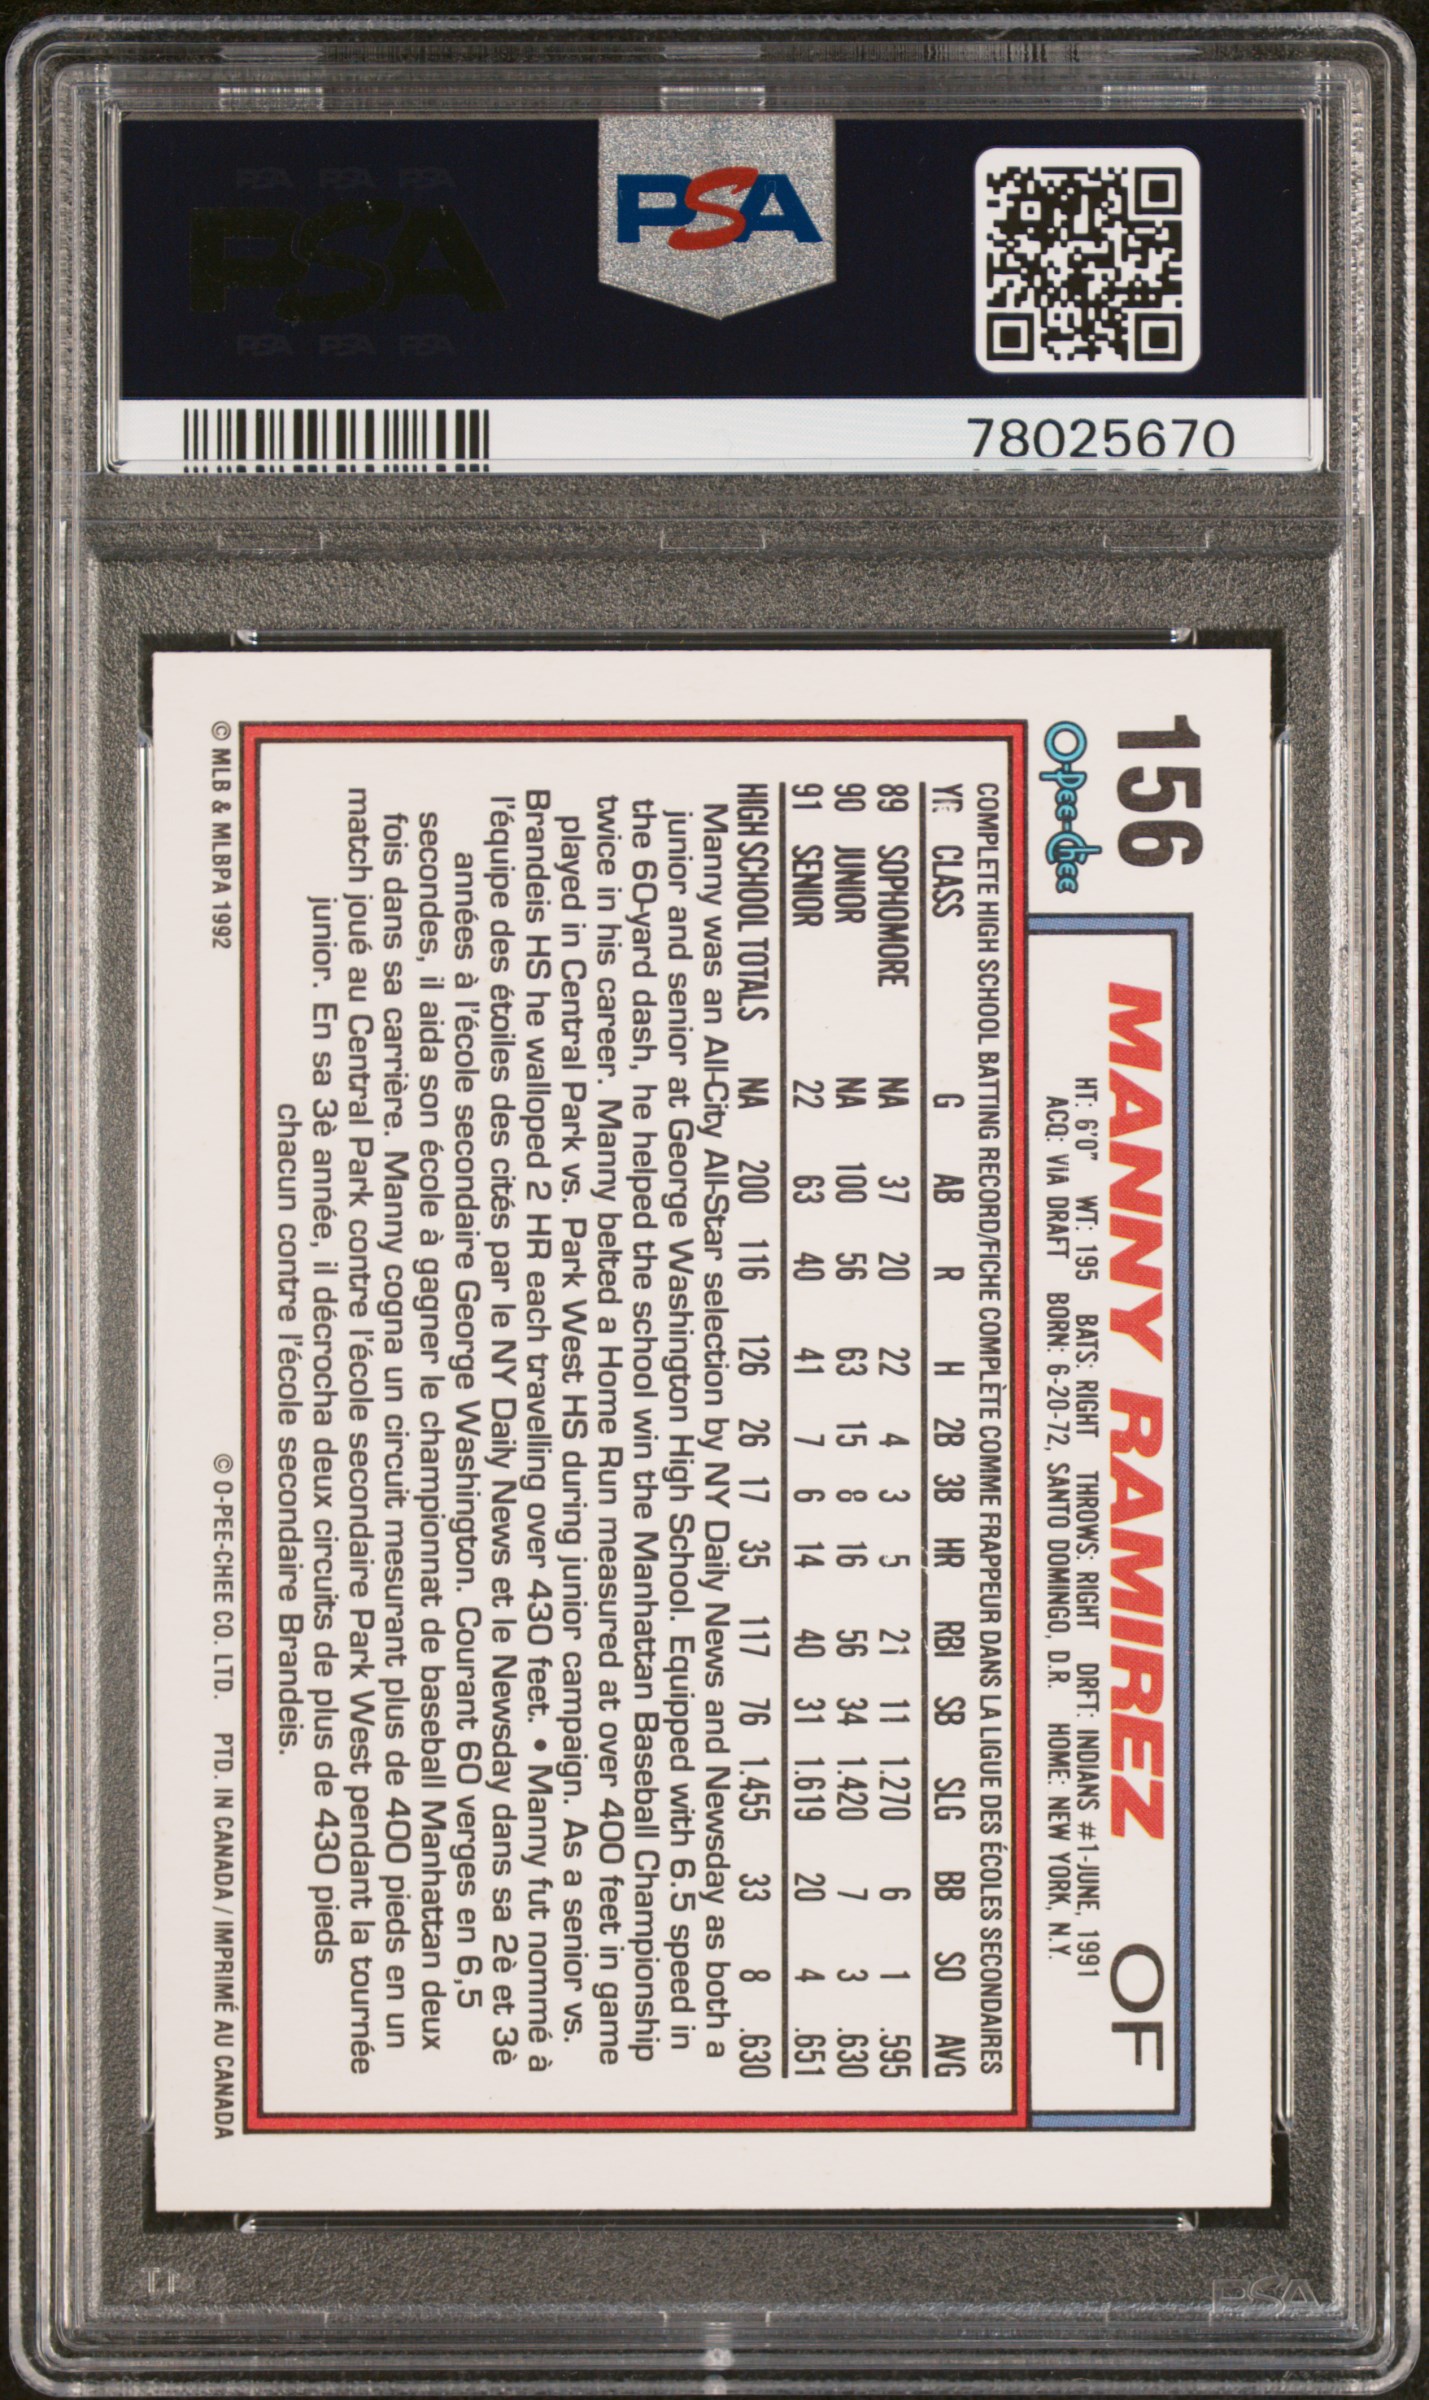 PSA PSA PSA
PSA
PSA PSA PSA
PSA
78025670
156 MANNY RAMIREZ OF
O-Pee-Chee
HT: 6'0" WT: 195 BATS: RIGHT THROWS: RIGHT DRFT: INDIANS #1-JUNE, 1991
ACQ: VIA DRAFT BORN: 6-20-72, SANTO DOMINGO, D.R. HOME: NEW YORK, N.Y.
COMPLETE HIGH SCHOOL BATTING RECORD/FICHE COMPLÈTE COMME FRAPPEUR DANS LA LIGUE DES ÉCOLES SECONDAIRES
YR CLASS G AB R H 2B 3B HR RBI SB SLG BB SO AVG
89 SOPHOMORE NA 37 20 22 4 3 5 21 11 1.270 6 1 .595
90 JUNIOR NA 100 56 63 15 8 16 56 34 1.420 7 3 .630
91 SENIOR 22 63 40 41 7 6 14 40 31 1.619 20 4 .651
HIGH SCHOOL TOTALS NA 200 116 126 26 17 35 117 76 1.455 33 8 .630
Manny was an All-City All-Star selection by NY Daily News and Newsday as both a
junior and senior at George Washington High School. Equipped with 6.5 speed in
the 60-yard dash, he helped the school win the Manhattan Baseball Championship
twice in his career. Manny belted a Home Run measured at over 400 feet in game
played in Central Park vs. Park West HS during junior campaign. As a senior vs.
Brandeis HS he walloped 2 HR each travelling over 430 feet. • Manny fut nommé à
l'équipe des étoiles des cités par le NY Daily News et le Newsday dans sa 2è et 3è
années à l'école secondaire George Washington. Courant 60 verges en 6,5
secondes, il aida son école à gagner le championnat de baseball Manhattan deux
fois dans sa carrière. Manny cogna un circuit mesurant plus de 400 pieds en un
match joué au Central Park contre l'école secondaire Park West pendant la tournée
junior. En sa 3è année, il décrocha deux circuits de plus de 430 pieds
chacun contre l'école secondaire Brandeis.
© MLB & MLBPA 1992 © O-PEE-CHEE CO. LTD. PTD. IN CANADA / IMPRIMÉ AU CANADA
PSA